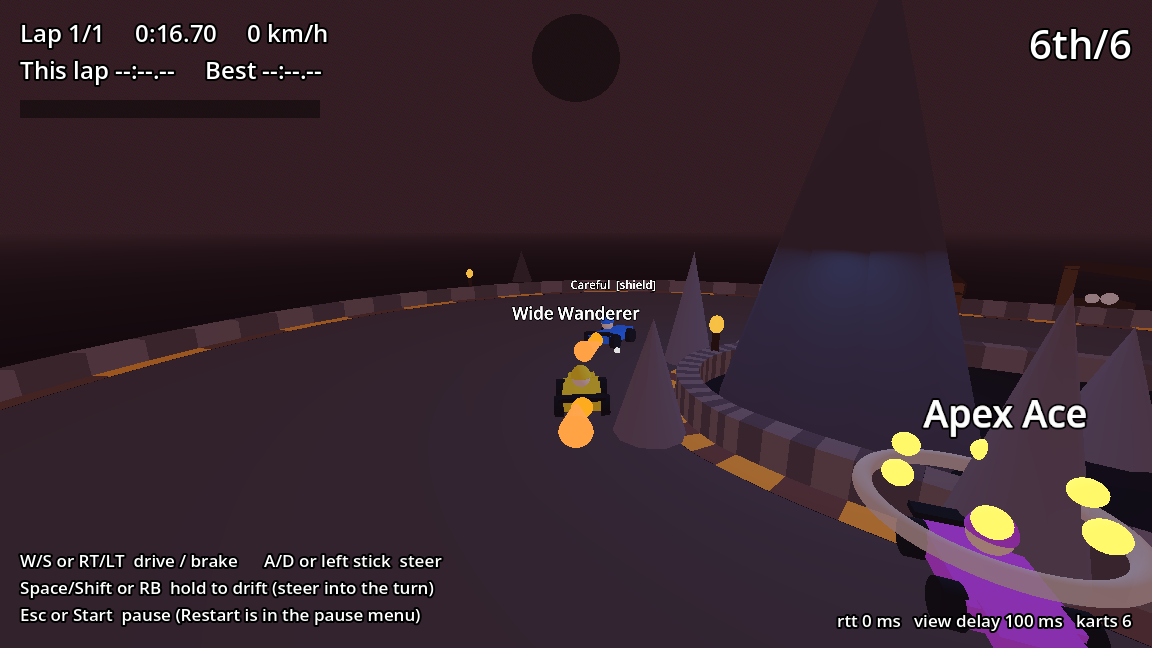 Lap 1/1 0:16.70 0 km/h
6th/6
This lap --:--.-- Best --:--.--
Careful [shield]
Wide Wanderer
Apex Ace
W/S or RT/LT drive / brake A/D or left stick steer
Space/Shift or RB hold to drift (steer into the turn)
Esc or Start pause (Restart is in the pause menu)
rtt 0 ms view delay 100 ms karts 6